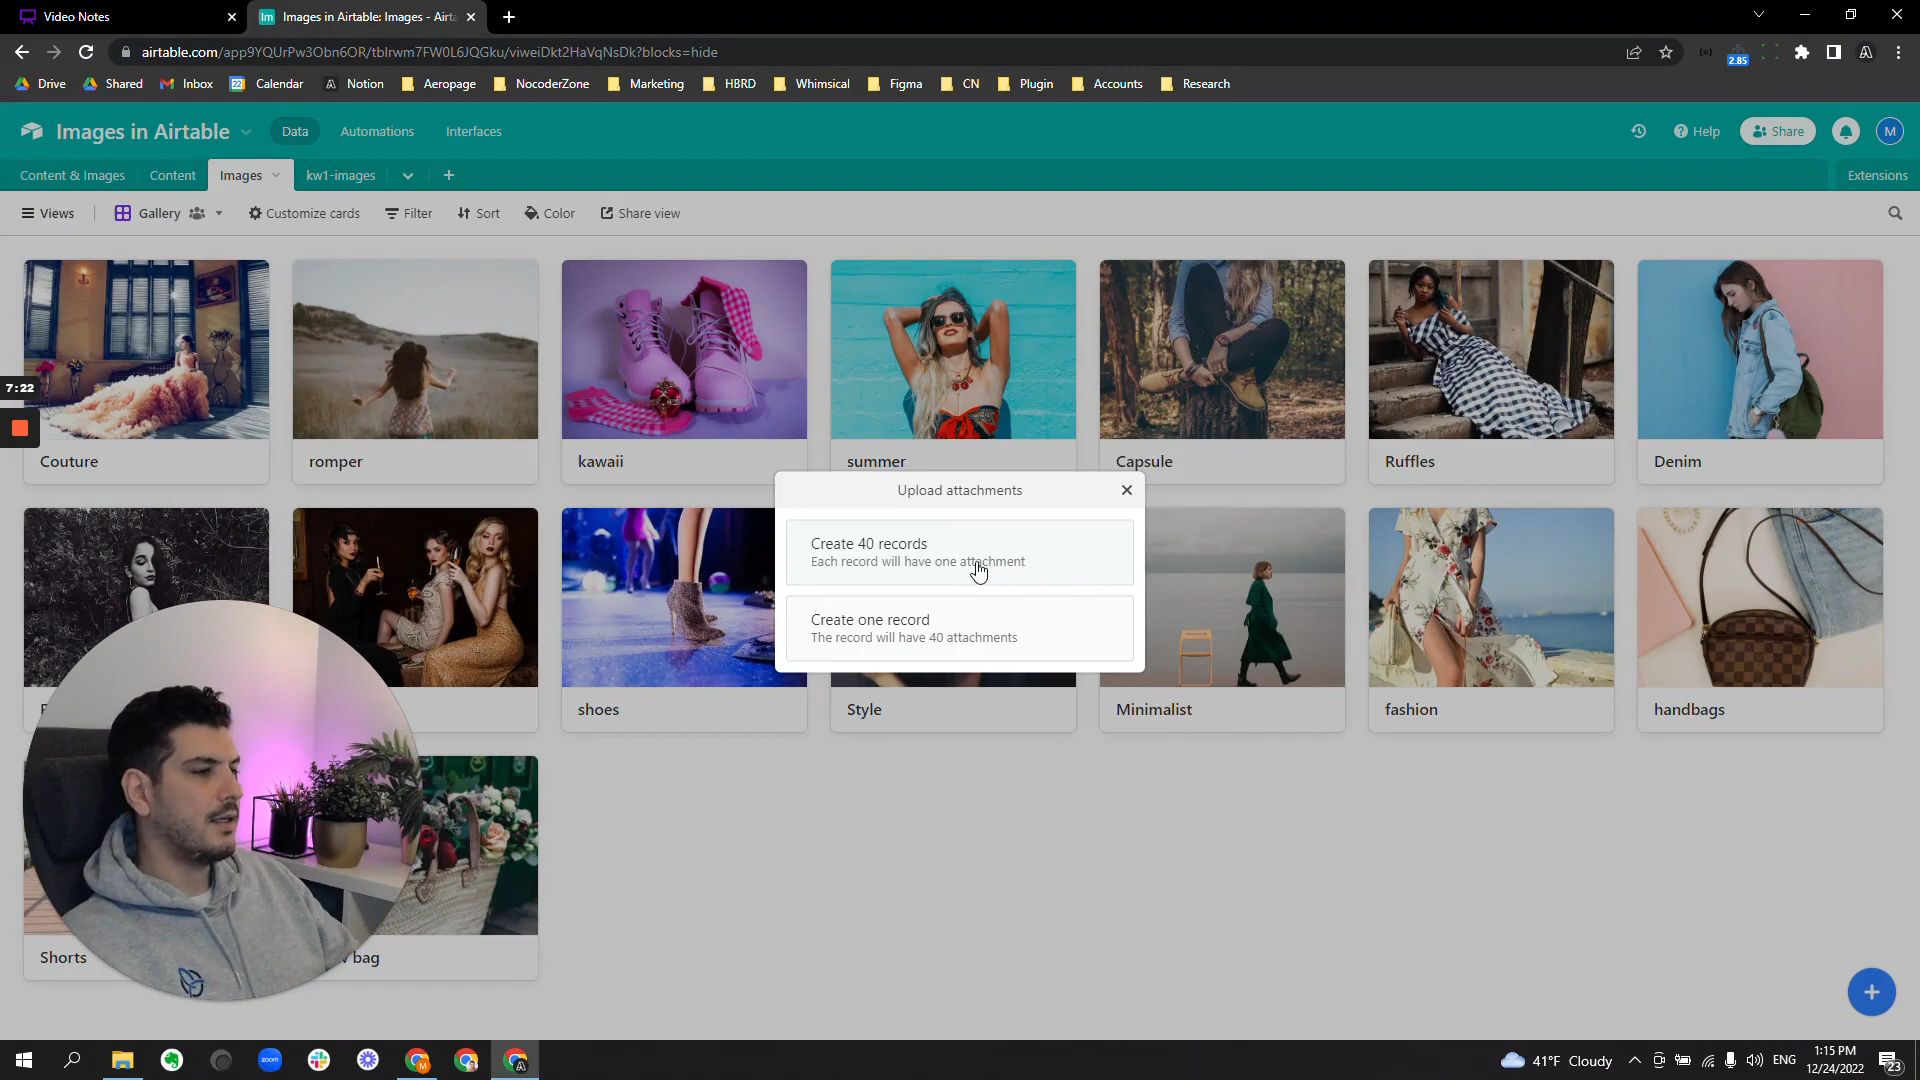 Video Notes
Images in Airtable: Images - Airta
airtable.com/app9YQUrPw3Obn6OR/tblrwm7FW0L6JQGku/viweiDkt2HaVqNsDk?blocks=hide
2.85
Drive
Shared
Inbox
22
Calendar
Notion
Aeropage
NocoderZone
Marketing
HBRD
Whimsical
Figma
CN
Plugin
Accounts
Research
Images in Airtable
Data
Automations
Interfaces
Help
Share
M
Content & Images
Content
Images
kw1-images
Extensions
Views
Gallery
Customize cards
Filter
Sort
Color
Share view
7:22
Couture
romper
kawaii
summer
Capsule
Ruffles
Denim
Upload attachments
Create 40 records
Each record will have one attachment
Create one record
The record will have 40 attachments
shoes
Style
Minimalist
fashion
handbags
Shorts
bag
zoom
41°F Cloudy
ENG
1:15 PM
12/24/2022
23